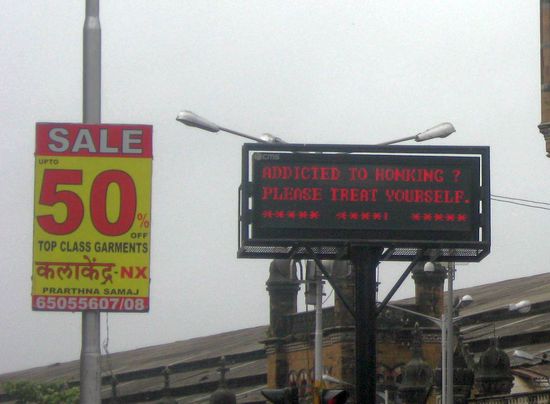 SALE
UPTO
50%
OFF
TOP CLASS GARMENTS
कलाकेंद्र-NX
PRARTHNA SAMAJ
65055607/08
cms
ADDICTED TO HONKING ?
PLEASE TREAT YOURSELF.
***** ****! *****